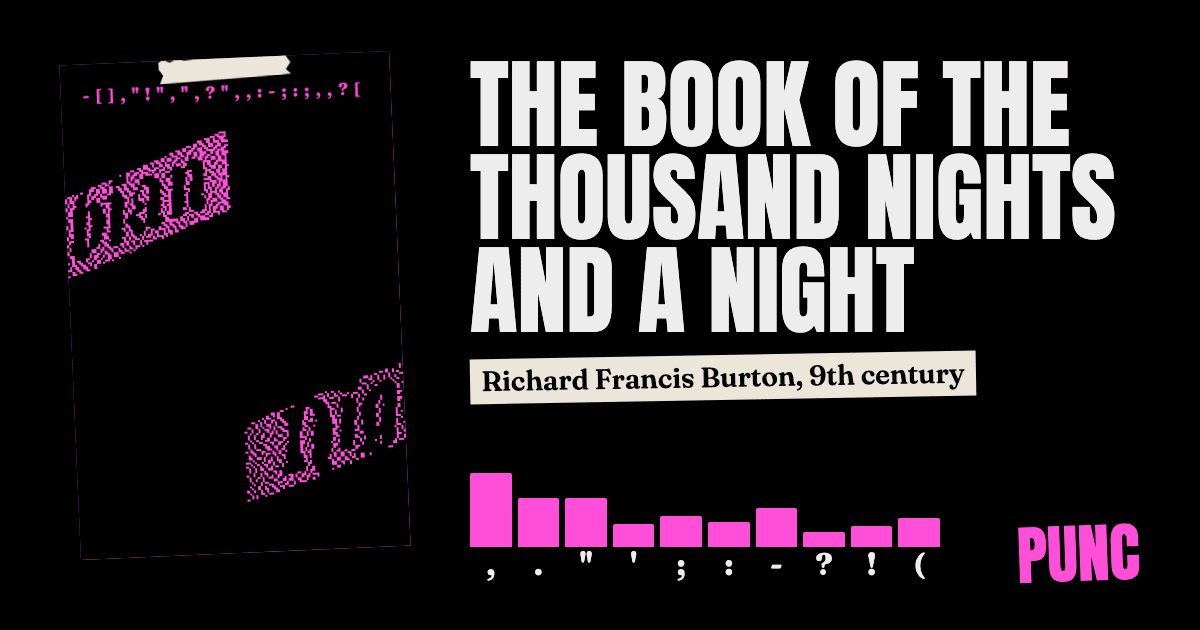 -[],"!",",?",,:-;:;,,?[
THE BOOK OF THE
THOUSAND NIGHTS
AND A NIGHT
Richard Francis Burton, 9th century
, . " ' ; : - ? ! (
PUNC